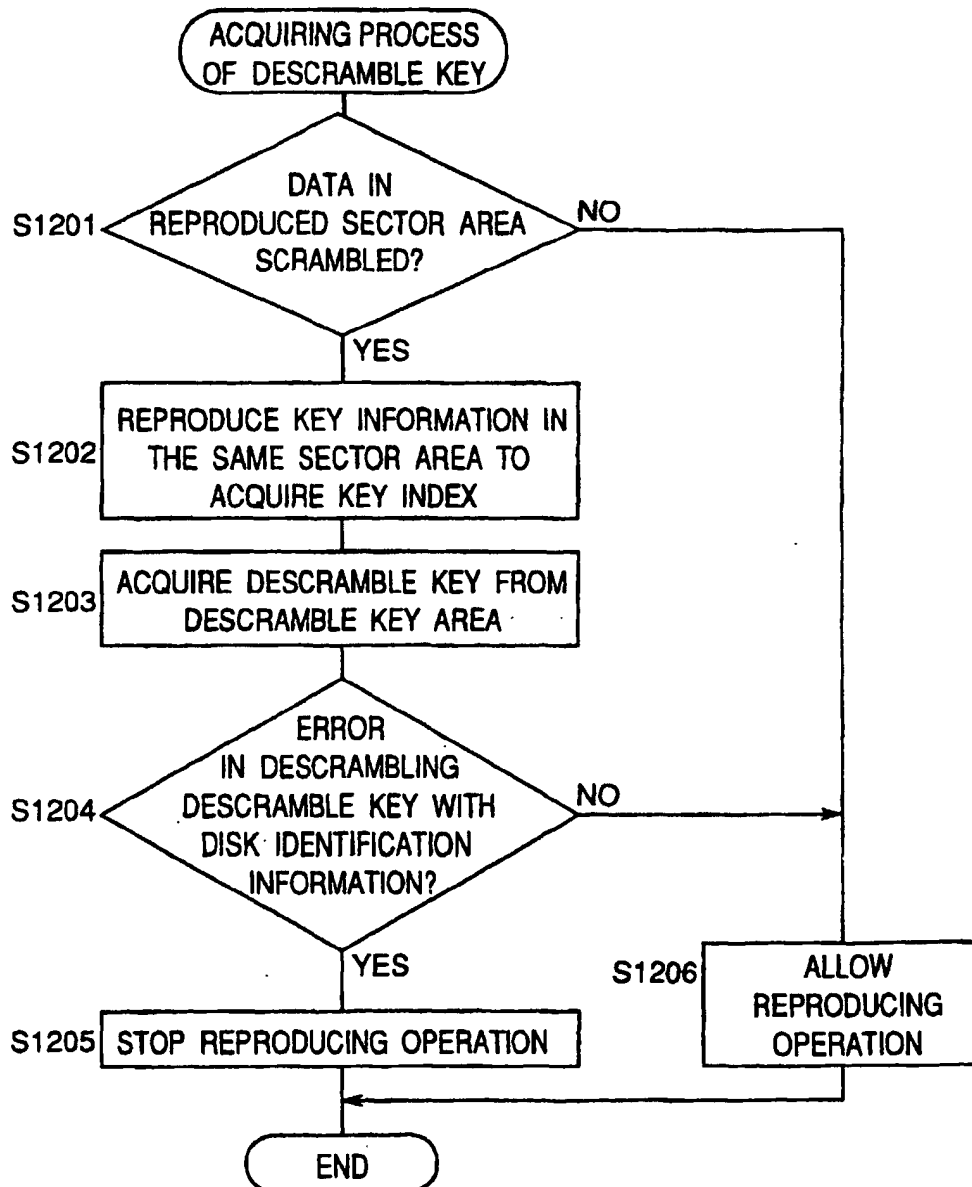 ACQUIRING PROCESS
OF DESCRAMBLE KEY
DATA IN
REPRODUCED SECTOR AREA
SCRAMBLED?
S1201
NO
YES
REPRODUCE KEY INFORMATION IN
THE SAME SECTOR AREA TO
ACQUIRE KEY INDEX
S1202
ACQUIRE DESCRAMBLE KEY FROM
DESCRAMBLE KEY AREA
S1203
ERROR
IN DESCRAMBLING
DESCRAMBLE KEY WITH
DISK IDENTIFICATION
INFORMATION?
S1204
NO
YES
S1205
STOP REPRODUCING OPERATION
S1206
ALLOW
REPRODUCING
OPERATION
END